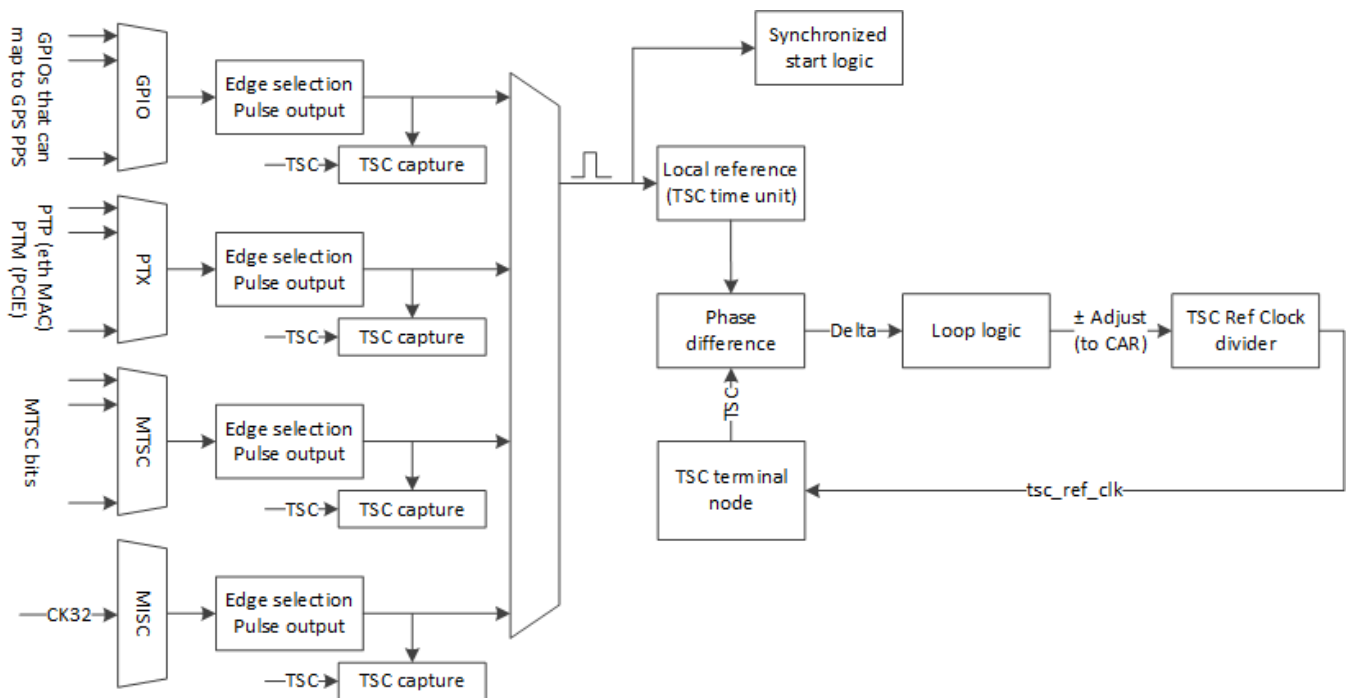 GPIOs that can
map to GPS PPS
GPIO
Edge selection
Pulse output
TSC
TSC capture
PTP (eth MAC)
PTM (PCIE)
PTX
Edge selection
Pulse output
TSC
TSC capture
MTSC bits
MTSC
Edge selection
Pulse output
TSC
TSC capture
CK32
MISC
Edge selection
Pulse output
TSC
TSC capture
Synchronized
start logic
Local reference
(TSC time unit)
Phase
difference
Delta
Loop logic
± Adjust
(to CAR)
TSC Ref Clock
divider
TSC
TSC terminal
node
tsc_ref_clk